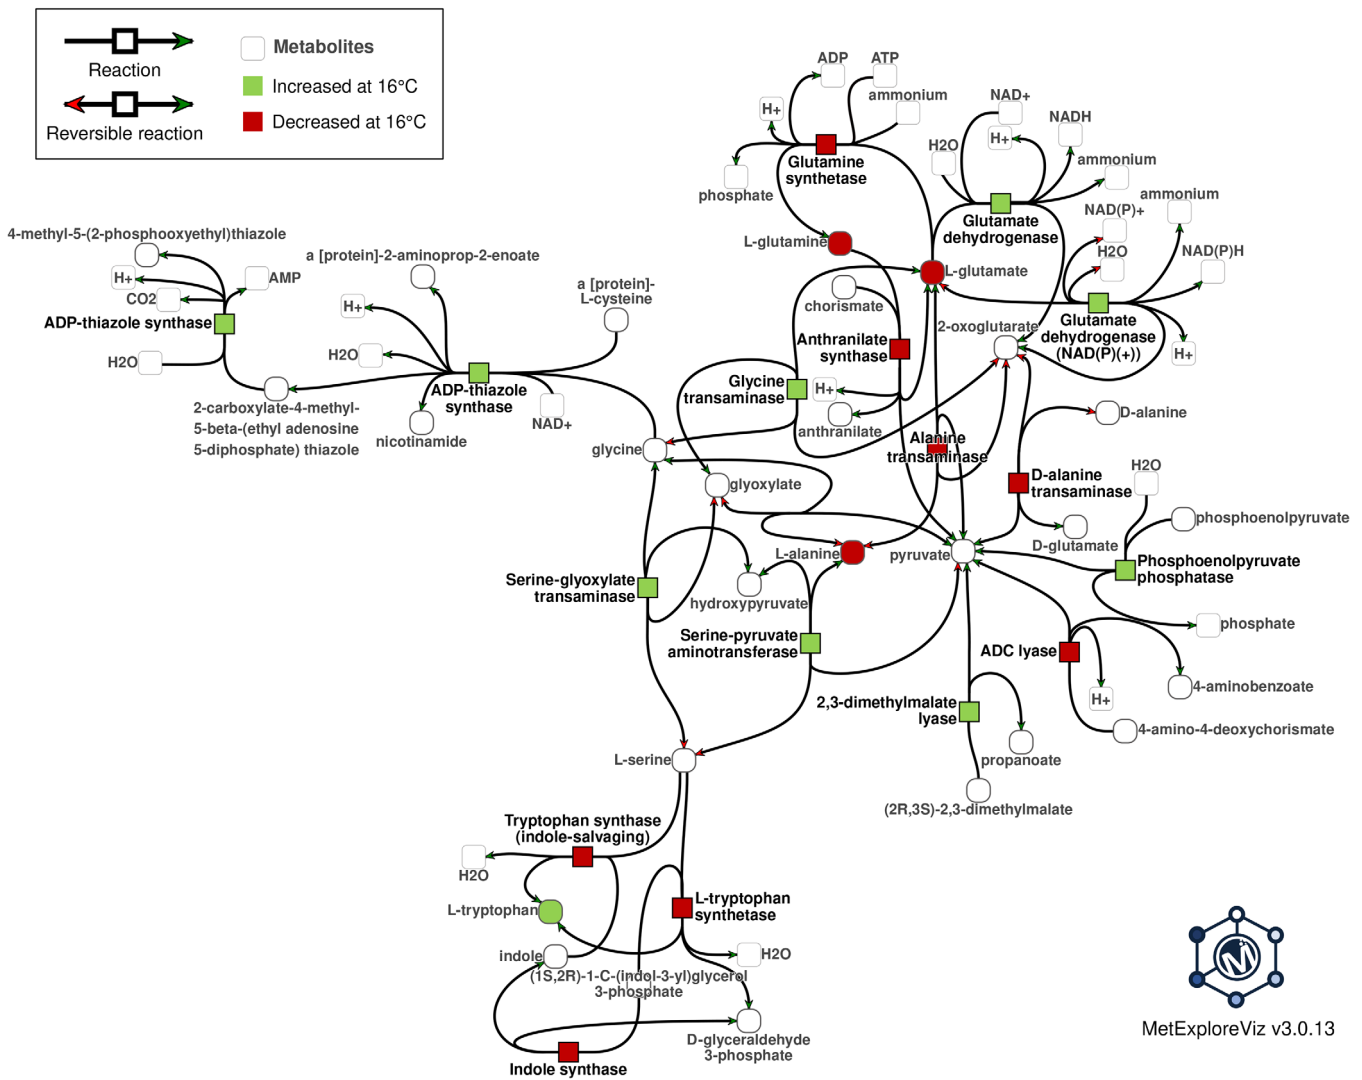 Reaction
Reversible reaction
Metabolites
Increased at 16°C
Decreased at 16°C
ADP
ATP
H+
ammonium
phosphate
Glutamine
synthetase
NAD+
H+
NADH
H2O
ammonium
Glutamate
dehydrogenase
ammonium
NAD(P)+
H2O
NAD(P)H
Glutamate
dehydrogenase
(NAD(P)(+))
H+
L-glutamine
L-glutamate
chorismate
2-oxoglutarate
Anthranilate
synthase
H+
anthranilate
Glycine
transaminase
Alanine
transaminase
D-alanine
D-alanine
transaminase
D-glutamate
4-methyl-5-(2-phosphooxyethyl)thiazole
H+
CO2
AMP
ADP-thiazole synthase
H2O
2-carboxylate-4-methyl-
5-beta-(ethyl adenosine
5-diphosphate) thiazole
a [protein]-2-aminoprop-2-enoate
H+
H2O
a [protein]-
L-cysteine
ADP-thiazole
synthase
nicotinamide
NAD+
glycine
glyoxylate
L-alanine
pyruvate
H2O
phosphoenolpyruvate
Phosphoenolpyruvate
phosphatase
phosphate
Serine-glyoxylate
transaminase
hydroxypyruvate
Serine-pyruvate
aminotransferase
ADC lyase
H+
4-aminobenzoate
4-amino-4-deoxychorismate
2,3-dimethylmalate
lyase
propanoate
(2R,3S)-2,3-dimethylmalate
L-serine
Tryptophan synthase
(indole-salvaging)
H2O
L-tryptophan
L-tryptophan
synthetase
indole
H2O
(1S,2R)-1-C-(indol-3-yl)glycerol
3-phosphate
D-glyceraldehyde
3-phosphate
Indole synthase
MetExploreViz v3.0.13